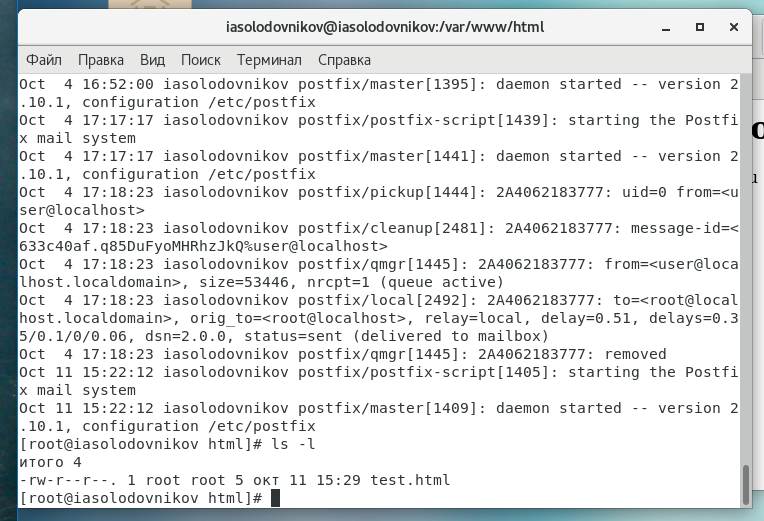 iasolodovnikov@iasolodovnikov:/var/www/html
Файл Правка Вид Поиск Терминал Справка
Oct  4 16:52:00 iasolodovnikov postfix/master[1395]: daemon started -- version 2
.10.1, configuration /etc/postfix
Oct  4 17:17:17 iasolodovnikov postfix/postfix-script[1439]: starting the Postfi
x mail system
Oct  4 17:17:17 iasolodovnikov postfix/master[1441]: daemon started -- version 2
.10.1, configuration /etc/postfix
Oct  4 17:18:23 iasolodovnikov postfix/pickup[1444]: 2A4062183777: uid=0 from=<u
ser@localhost>
Oct  4 17:18:23 iasolodovnikov postfix/cleanup[2481]: 2A4062183777: message-id=<
633c40af.q85DuFyoMHRhzJkQ%user@localhost>
Oct  4 17:18:23 iasolodovnikov postfix/qmgr[1445]: 2A4062183777: from=<user@loca
lhost.localdomain>, size=53446, nrcpt=1 (queue active)
Oct  4 17:18:23 iasolodovnikov postfix/local[2492]: 2A4062183777: to=<root@local
host.localdomain>, orig_to=<root@localhost>, relay=local, delay=0.51, delays=0.3
5/0.1/0/0.06, dsn=2.0.0, status=sent (delivered to mailbox)
Oct  4 17:18:23 iasolodovnikov postfix/qmgr[1445]: 2A4062183777: removed
Oct 11 15:22:12 iasolodovnikov postfix/postfix-script[1405]: starting the Postfi
x mail system
Oct 11 15:22:12 iasolodovnikov postfix/master[1409]: daemon started -- version 2
.10.1, configuration /etc/postfix
[root@iasolodovnikov html]# ls -l
итого 4
-rw-r--r--. 1 root root 5 окт 11 15:29 test.html
[root@iasolodovnikov html]#